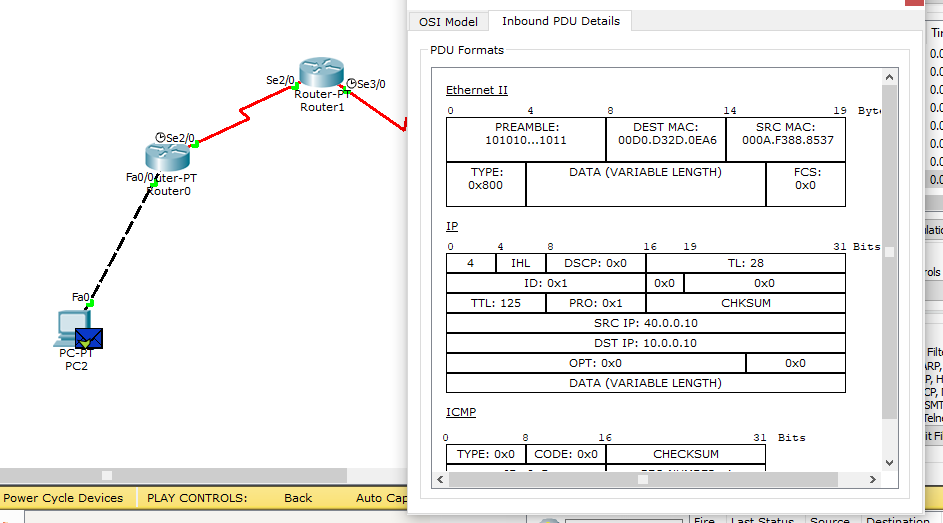 OSI Model
Inbound PDU Details
PDU Formats
Ethernet II
0 4 8 14 19
PREAMBLE: 101010...1011
DEST MAC: 00D0.D32D.0EA6
SRC MAC: 000A.F388.8537
TYPE: 0x800
DATA (VARIABLE LENGTH)
FCS: 0x0
IP
0 4 8 16 19 31 Bits
4 IHL DSCP: 0x0 TL: 28
ID: 0x1 0x0 0x0
TTL: 125 PRO: 0x1 CHKSUM
SRC IP: 40.0.0.10
DST IP: 10.0.0.10
OPT: 0x0 0x0
DATA (VARIABLE LENGTH)
ICMP
0 8 16 31 Bits
TYPE: 0x0 CODE: 0x0 CHECKSUM
Se2/0
Se3/0
Router-PT
Router1
Se2/0
Fa0/0
Router0
Fa0
PC-PT
PC2
Power Cycle Devices PLAY CONTROLS: Back
Fire Last Status Source Destination